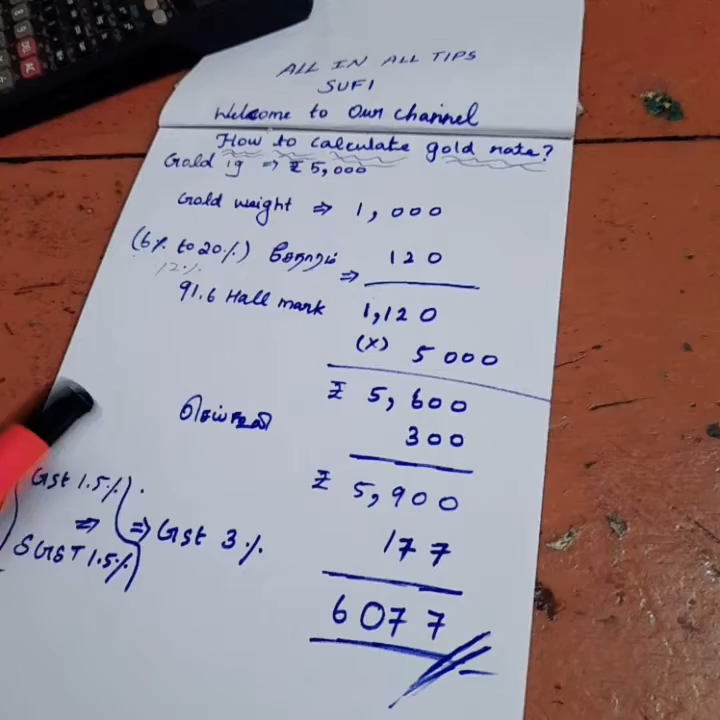 ALL IN ALL TIPS
SUFI
Welcome to Our channel
How to calculate gold rate?
Gold 1g ⇒ ₹ 5,000
Gold weight ⇒ 1,000
(6% to 20%) சேதாரம் ⇒ 120
12%
91.6 Hall mark 1,120
(×) 5000
₹ 5,600
செய்கூலி 300
₹ 5,900
Gst 1.5%
⇒ ⇒ Gst 3% 177
SGST 1.5%
6077